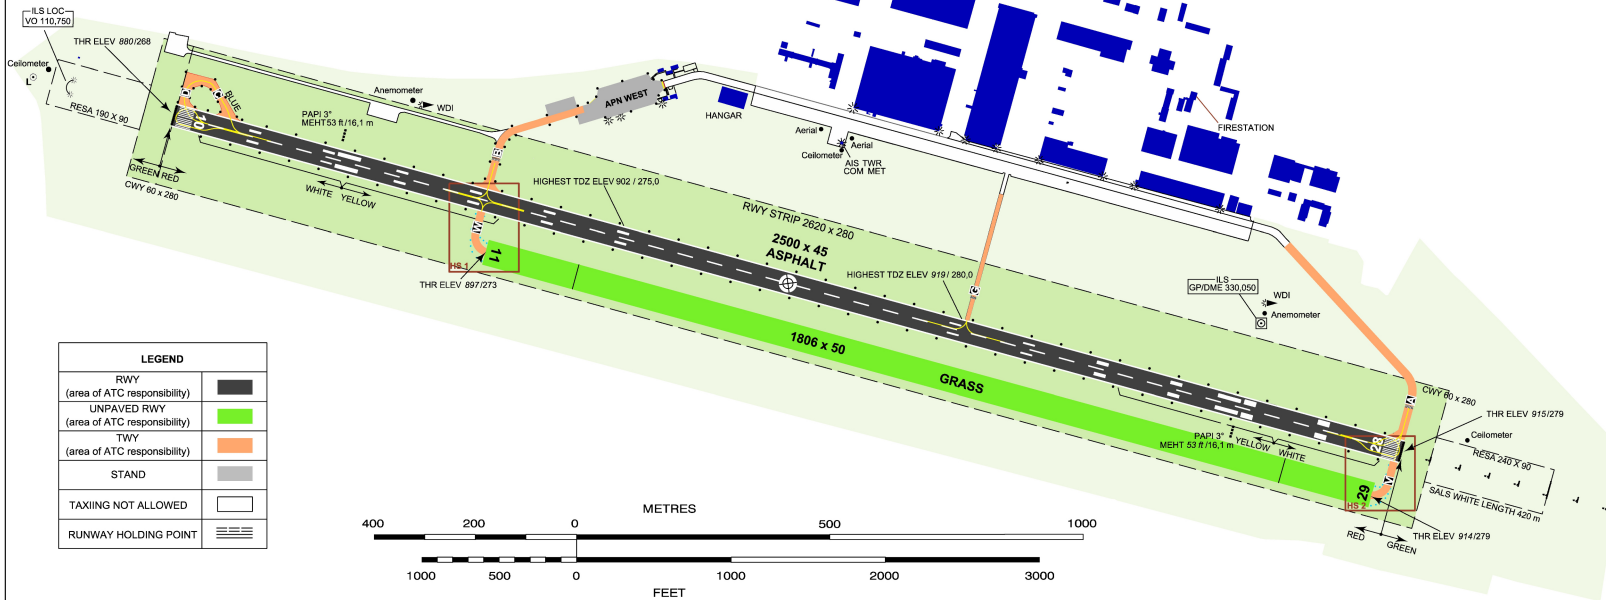 ILS LOC
VO 110,750
THR ELEV 880/268
Ceilometer
L
RESA 190 X 90
D
C
BLUE
10
PAPI 3°
MEHT 53 ft /16,1 m
Anemometer
WDI
APN WEST
HANGAR
Aerial
Aerial
Ceilometer
AIS TWR
COM MET
FIRESTATION
GREEN RED
CWY 60 x 280
WHITE
YELLOW
B
HIGHEST TDZ ELEV 902 / 275,0
M
11
HS 1
THR ELEV 897/273
RWY STRIP 2620 x 280
2500 x 45
ASPHALT
HIGHEST TDZ ELEV 919/ 280,0
G
ILS
GP/DME 330,050
WDI
Anemometer
1806 x 50
GRASS
A
CWY 60 x 280
THR ELEV 915/279
Ceilometer
PAPI 3°
MEHT 53 ft /16,1 m
YELLOW
WHITE
28
RESA 240 X 90
M
29
HS 2
SALS WHITE LENGTH 420 m
RED
GREEN
THR ELEV 914/279
LEGEND
RWY
(area of ATC responsibility)
UNPAVED RWY
(area of ATC responsibility)
TWY
(area of ATC responsibility)
STAND
TAXIING NOT ALLOWED
RUNWAY HOLDING POINT
METRES
400 200 0 500 1000
1000 500 0 1000 2000 3000
FEET